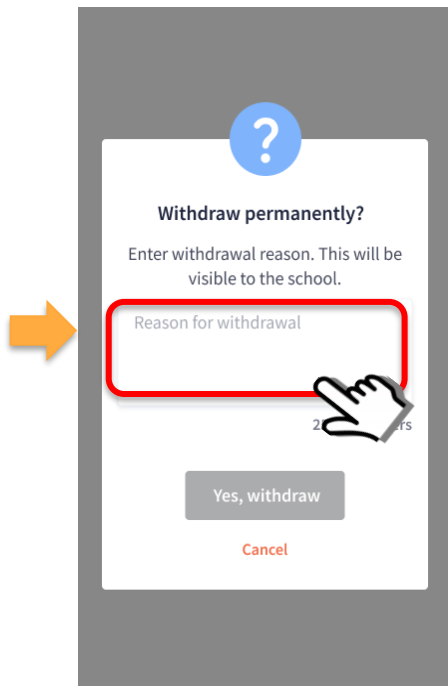 ?
Withdraw permanently?
Enter withdrawal reason. This will be
visible to the school.
Reason for withdrawal
Yes, withdraw
Cancel